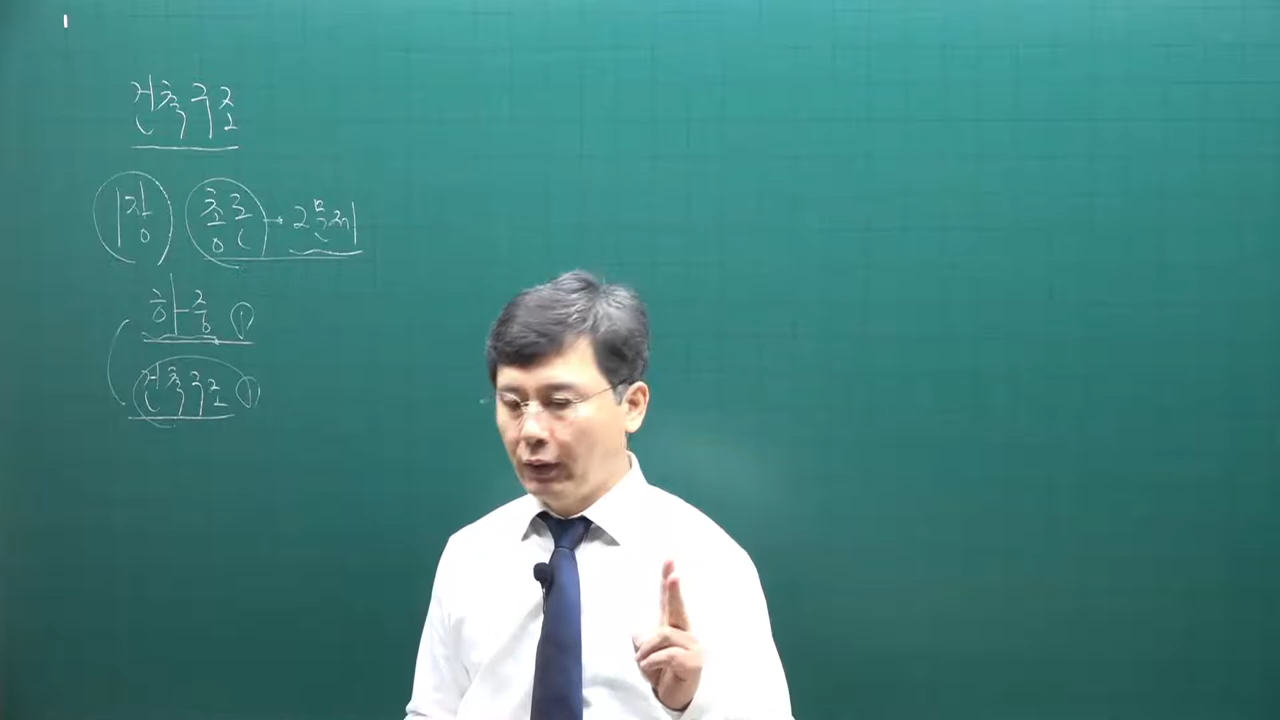 건축구조
1장 총론 → 2문제
하중 ①
건축구조 ①